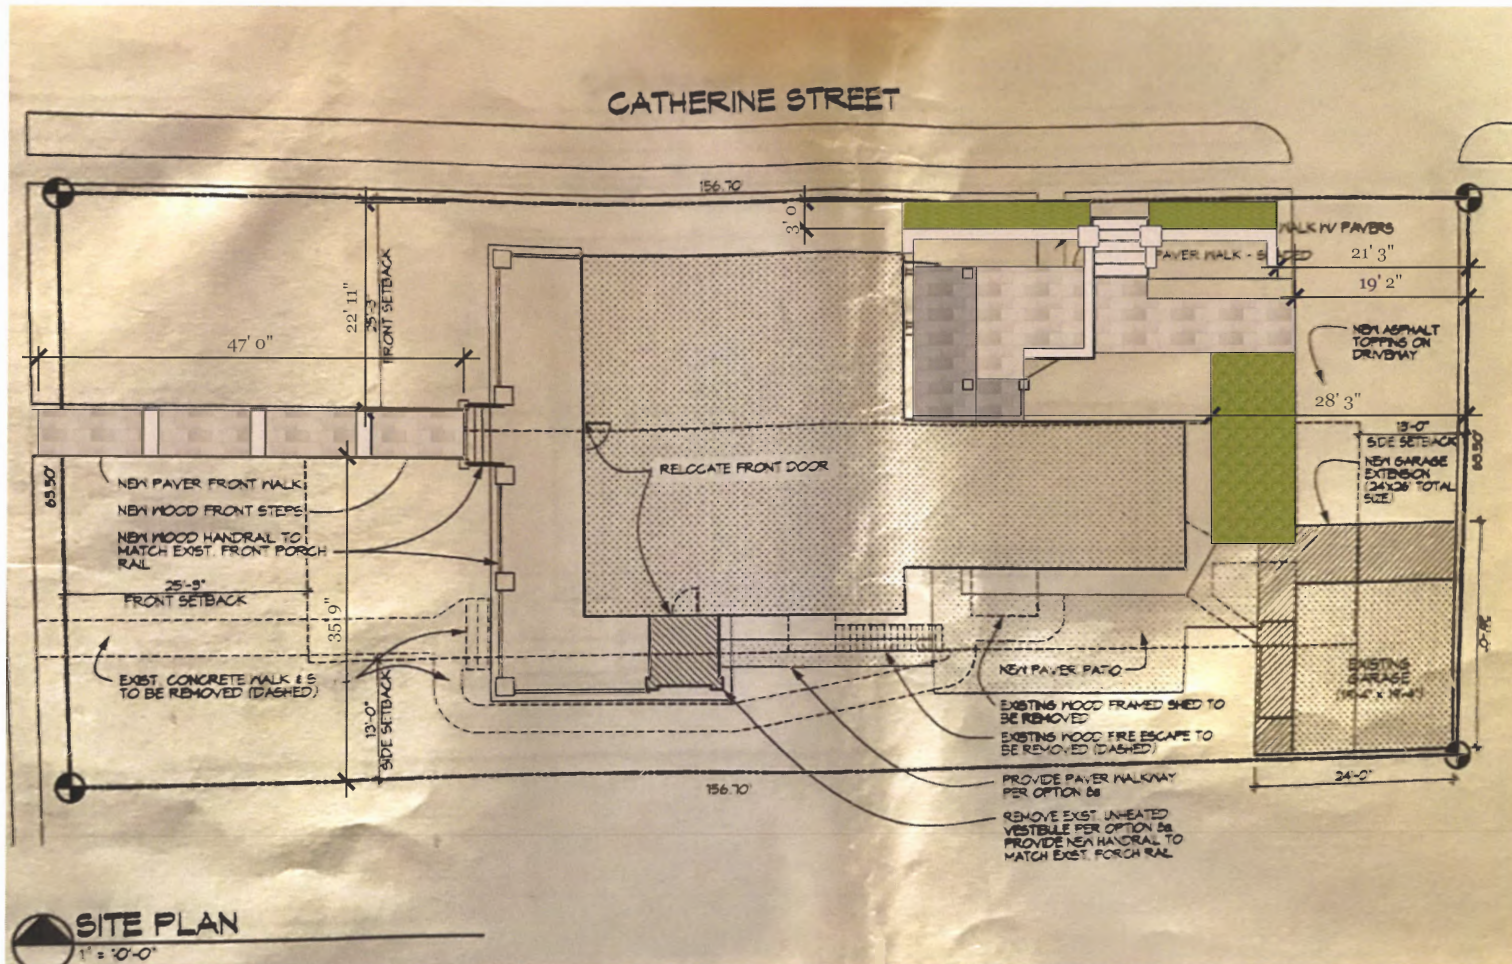 CATHERINE STREET
156.70'
3' 0
WALK W/ PAVERS
PAVER WALK - S
21' 3"
19' 2"
22' 11"
25'-3"
FRONT SETBACK
47' 0"
NEW ASPHALT
TOPPING ON
DRIVEWAY
28' 3"
13'-0"
SIDE SETBACK
65.50'
NEW GARAGE
EXTENSION
(24'x26' TOTAL
SIZE)
RELOCATE FRONT DOOR
65.50'
NEW PAVER FRONT WALK
NEW WOOD FRONT STEPS
NEW WOOD HANDRAIL TO
MATCH EXIST. FRONT PORCH
RAIL
25'-9"
FRONT SETBACK
35' 9"
EXIST. CONCRETE WALK & S
TO BE REMOVED (DASHED)
13'-0"
SIDE SETBACK
NEW PAVER PATIO
EXISTING
GARAGE
EXISTING WOOD FRAMED SHED TO
BE REMOVED
EXISTING WOOD FIRE ESCAPE TO
BE REMOVED (DASHED)
PROVIDE PAVER WALKWAY
PER OPTION
REMOVE EXIST. UNHEATED
VESTIBULE PER OPTION
PROVIDE NEW HANDRAIL TO
MATCH EXIST. PORCH RAIL
24'-0"
156.70'
SITE PLAN